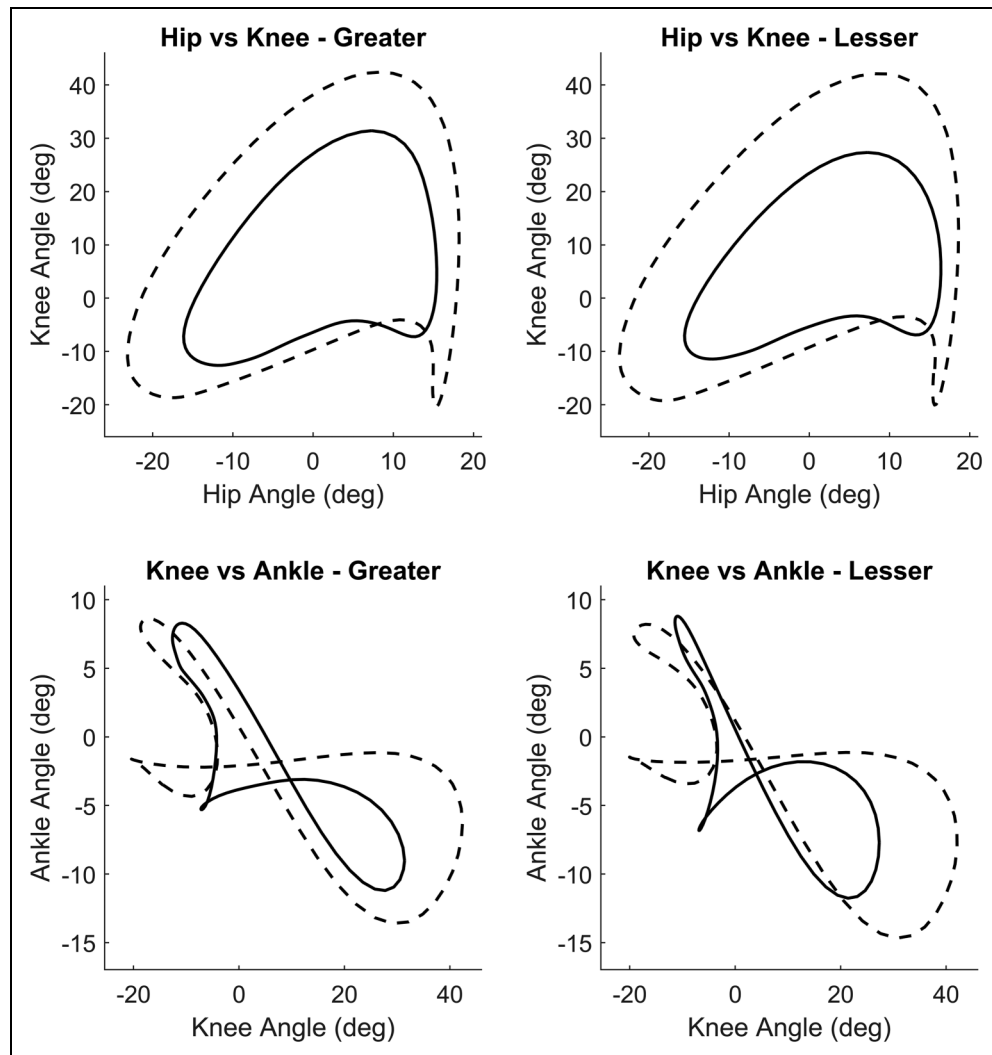 Hip vs Knee - Greater
40
30
20
10
0
-10
-20
Knee Angle (deg)
-20 -10 0 10 20
Hip Angle (deg)
Hip vs Knee - Lesser
40
30
20
10
0
-10
-20
Knee Angle (deg)
-20 -10 0 10 20
Hip Angle (deg)
Knee vs Ankle - Greater
10
5
0
-5
-10
-15
Ankle Angle (deg)
-20 0 20 40
Knee Angle (deg)
Knee vs Ankle - Lesser
10
5
0
-5
-10
-15
Ankle Angle (deg)
-20 0 20 40
Knee Angle (deg)